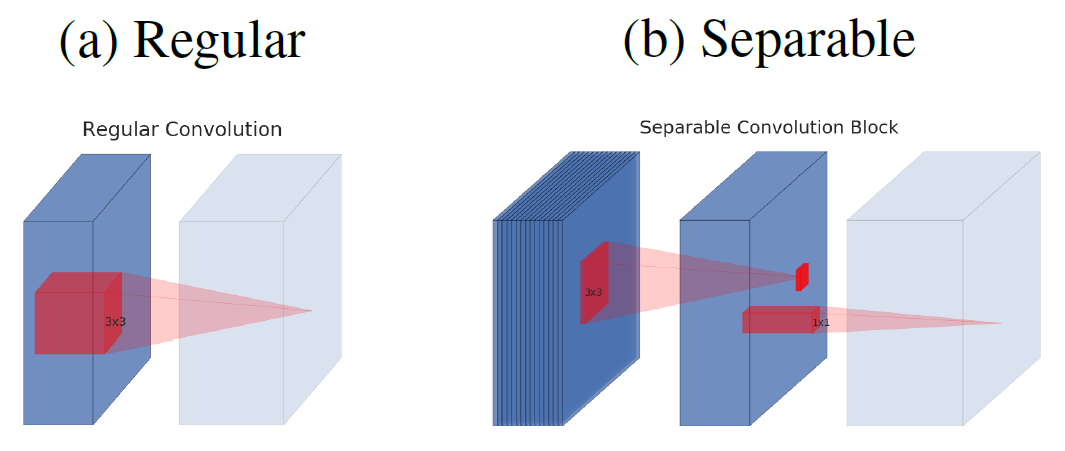 (a) Regular
(b) Separable
Regular Convolution
Separable Convolution Block
3x3
3x3
1x1